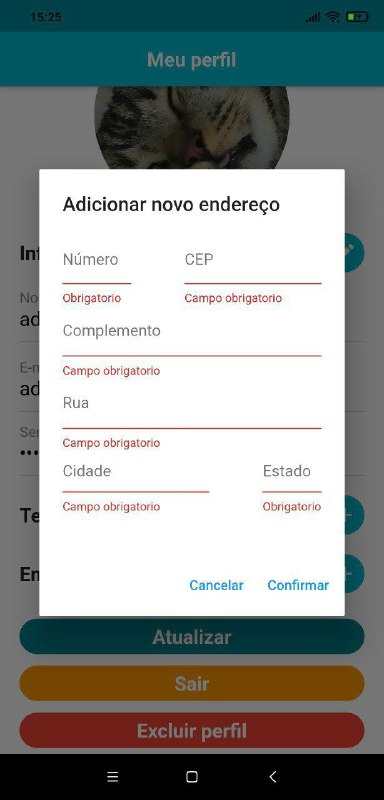 15:25
Meu perfil
Adicionar novo endereço
Inf
No
ad
E-m
ad
Sen
Número CEP
Obrigatorio Campo obrigatorio
Complemento
Campo obrigatorio
Rua
Campo obrigatorio
Cidade Estado
Campo obrigatorio Obrigatorio
Te
En
Cancelar Confirmar
Atualizar
Sair
Excluir perfil